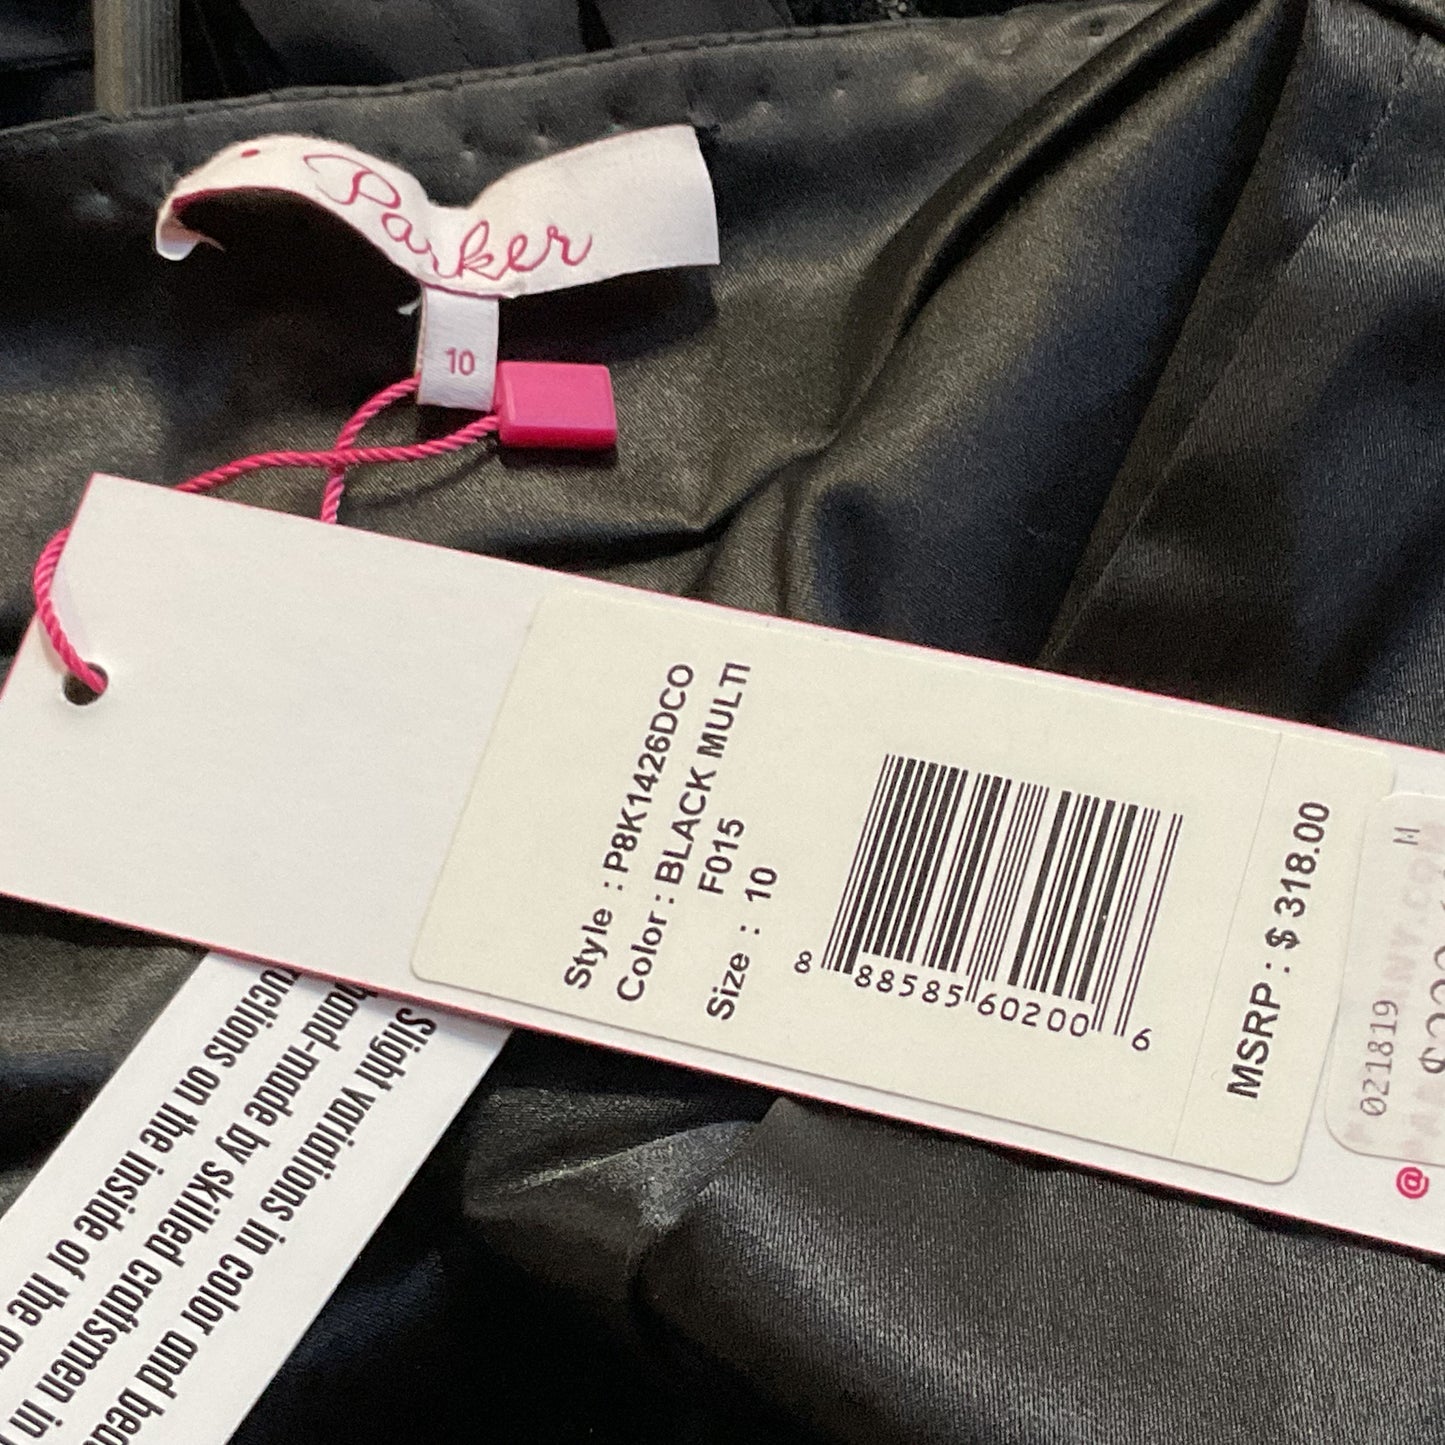 Parker
10
Style : P8K1426DCO
Color : BLACK MULTI
F015
Size : 10
8 88585 60200 6
MSRP : $ 318.00
M
021819
@
Slight variations in color and
hand-made by skilled craftsmen in
on the inside of the